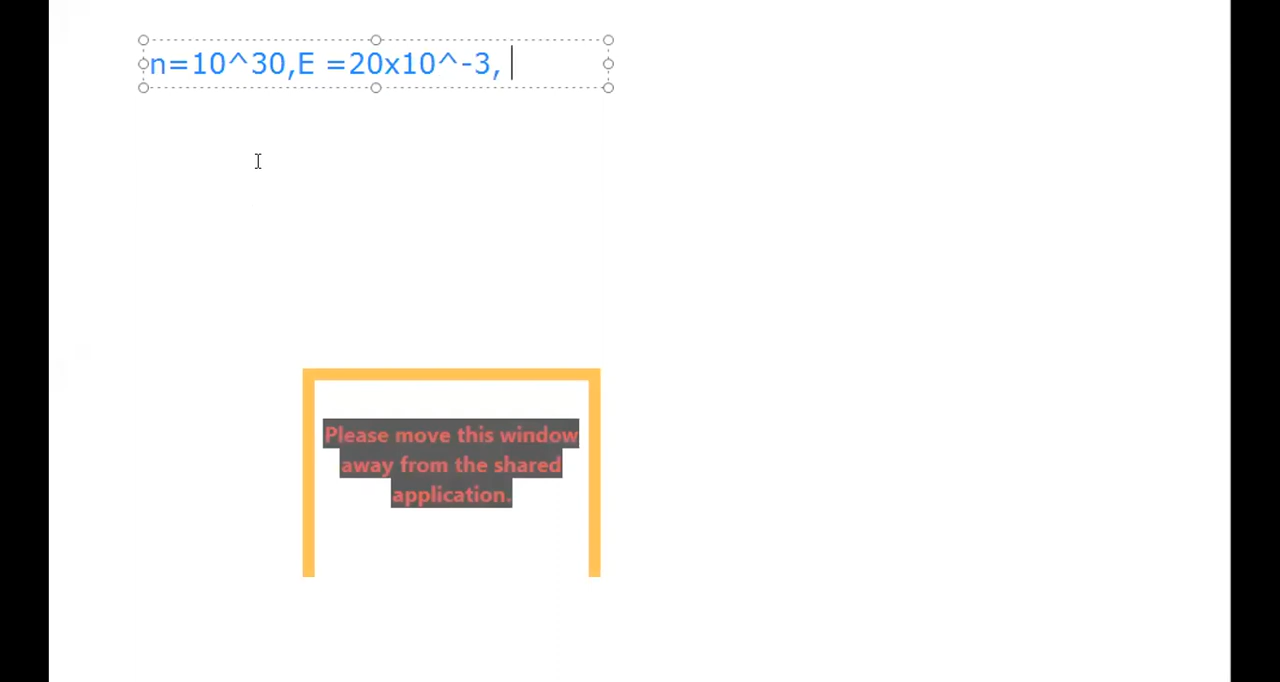 n=10^30,E =20x10^-3,
Please move this window
away from the shared
application.